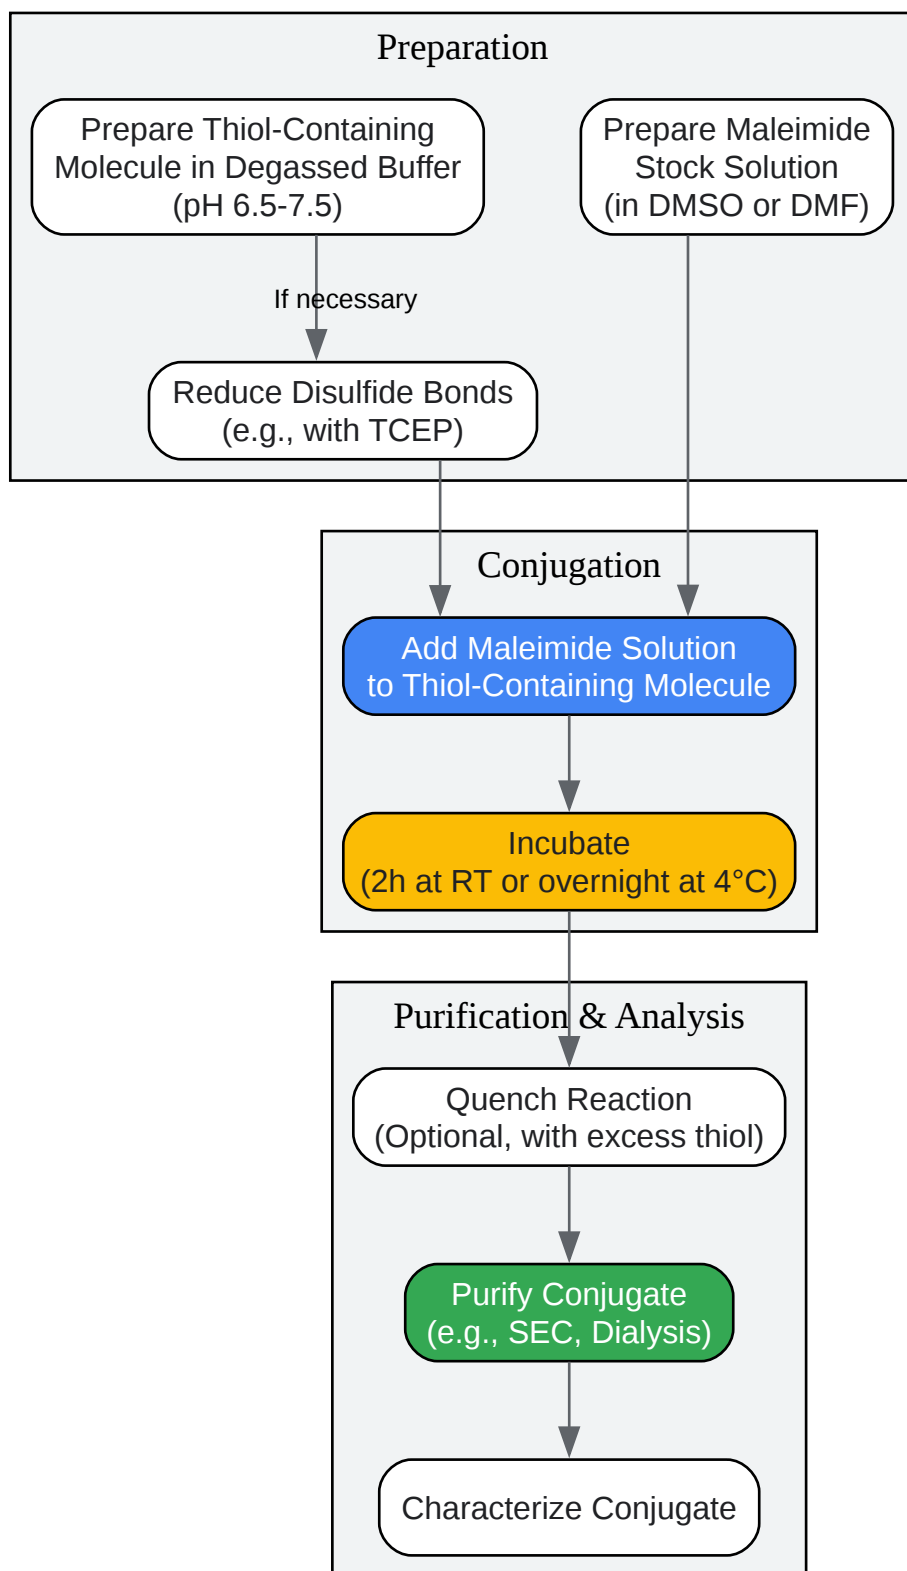 Preparation
Prepare Thiol-Containing
Molecule in Degassed Buffer
(pH 6.5-7.5)
Prepare Maleimide
Stock Solution
(in DMSO or DMF)
If necessary
Reduce Disulfide Bonds
(e.g., with TCEP)
Conjugation
Add Maleimide Solution
to Thiol-Containing Molecule
Incubate
(2h at RT or overnight at 4°C)
Purification & Analysis
Quench Reaction
(Optional, with excess thiol)
Purify Conjugate
(e.g., SEC, Dialysis)
Characterize Conjugate